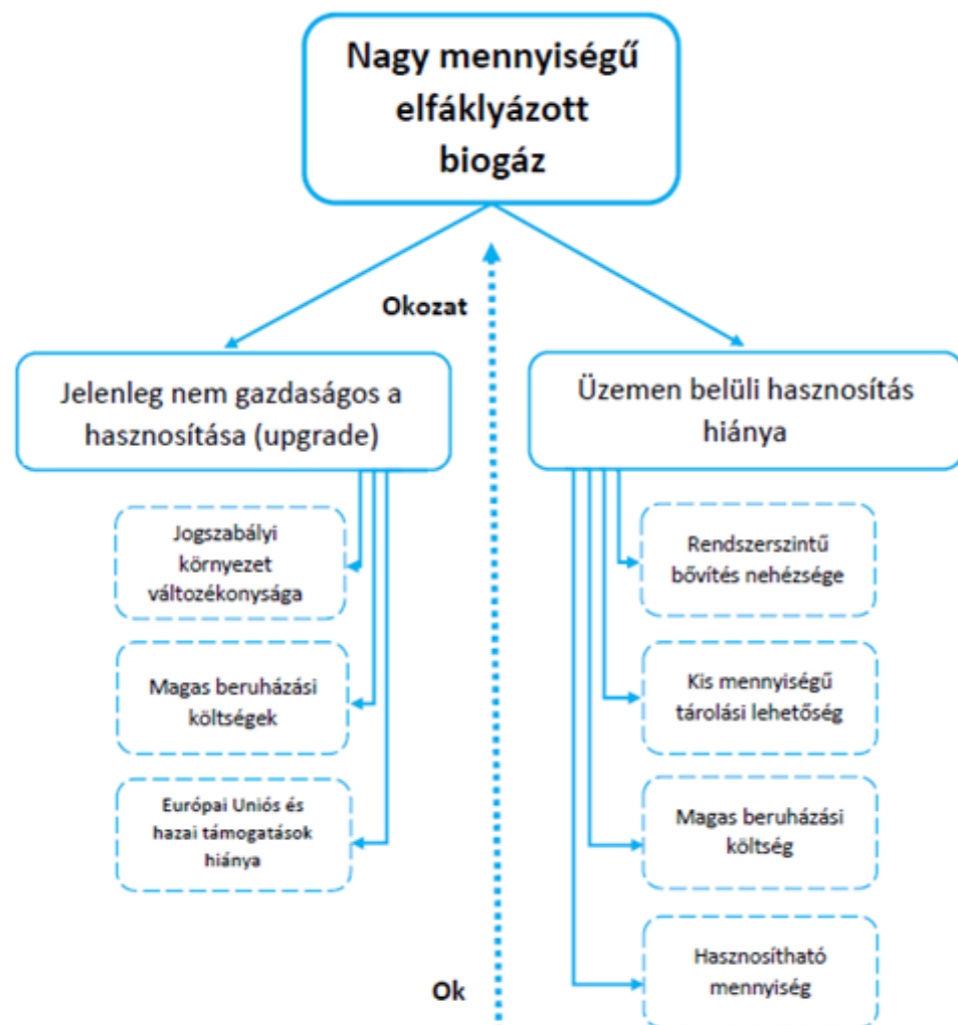 Nagy mennyiségű
elfáklyázott
biogáz
Okozat
Jelenleg nem gazdaságos a
hasznosítása (upgrade)
Jogszabályi
környezet
változékonysága
Magas beruházási
költségek
Európai Uniós és
hazai támogatások
hiánya
Üzemen belüli hasznosítás
hiánya
Rendszerszintű
bővítés nehézsége
Kis mennyiségű
tárolási lehetőség
Magas beruházási
költség
Hasznosítható
mennyiség
Ok